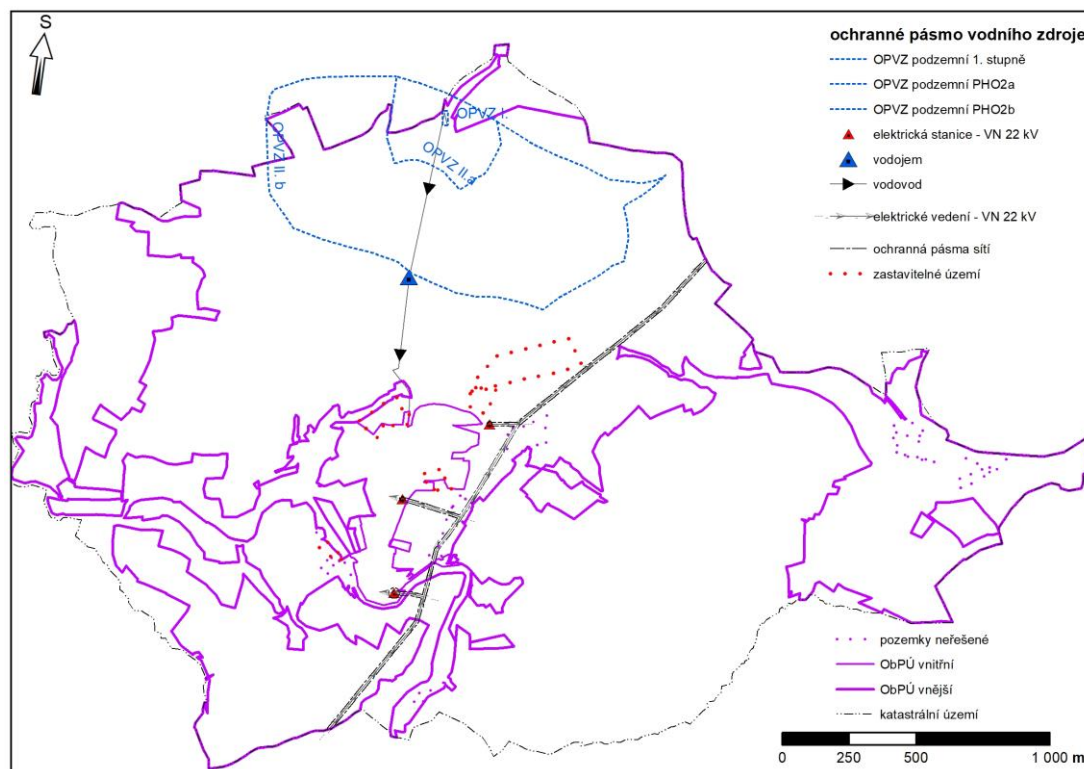 S
ochranné pásmo vodního zdroje
OPVZ podzemní 1. stupně
OPVZ podzemní PHO2a
OPVZ podzemní PHO2b
elektrická stanice - VN 22 kV
vodojem
vodovod
elektrické vedení - VN 22 kV
ochranná pásma sítí
zastavitelné území
OPVZ I.
OPVZ II.a
OPVZ II. b
pozemky neřešené
ObPÚ vnitřní
ObPÚ vnější
katastrální území
0 250 500 1 000 m